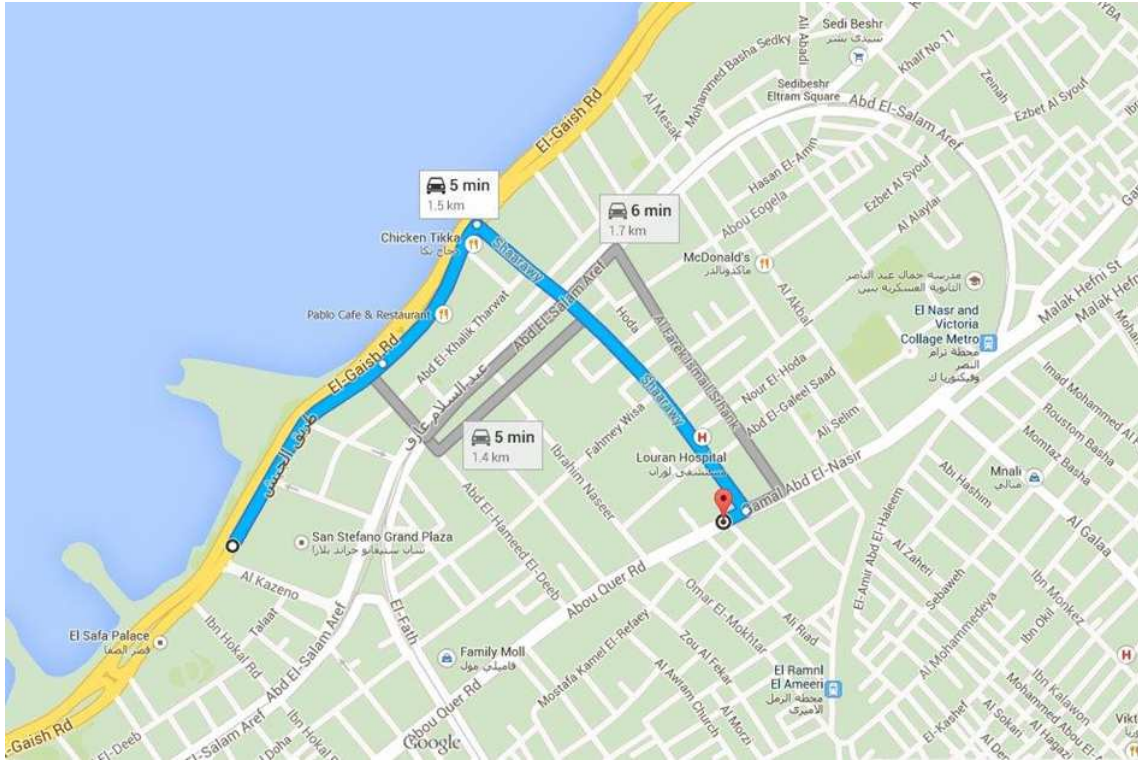 El-Gaish Rd
5 min
1.5 km
6 min
1.7 km
5 min
1.4 km
Sedi Beshr
سيدى بشر
Ali Abadi
Khalf No.11
Mohammed Basha Sedky
Sedibeshr
Eltram Square
Zeinah
Ezbet Al Syouf
Al Mesak
Abd El-Salam Aref
Hasan El-Amin
Abou Eogela
Ezbet Al Syouf
Al Alaylai
Chicken Tikka
Shaarawy
McDonald's
ماكدونالدز
Pablo Cafe & Restaurant
El-Gaish Rd
Abd El-Khalik Tharwat
Abd El-Salam Aref
عبد السلام عارف
Hoda
Al Farek Ismail Srhank
Al Akbal
مدرسة جمال عبد الناصر
الثانوية العسكرية بنين
El Nasr and
Victoria
Collage Metro
محطة ترام
النصر
وفيكتوريا ك
Malak Hefni St
Malak Hefni
Nour El-Hoda
Abd El-Galeel Saad
Ali Selim
Imad Mohammed Al
Roustom Basha
Momtaz Basha
Abi Hashim
Mnali
منالي
Al Galaa
طريق الجيش
Shaarawy
Fahmey Wisa
Ibrahim Naseer
Louran Hospital
مستشفى لوران
Gamal Abd El-Nasir
San Stefano Grand Plaza
سان ستيفانو جراند بلازا
Abd El-Hameed El-Deeb
Al Kazeno
El Safa Palace
قصر الصفا
Talaat
Ibn Hokal Rd
Abd El-Salam Aref
El-Fath
Abou Quer Rd
Family Moll
فاميلي مول
Omar El-Mokhtar
Ali Riad
Zou Al Fekar
Mostafa Kamel El-Refaey
Al Awram Church
Al Morzi
El-Amir Abd El-Haleem
Al Zaheri
Sebaweh
Al Mohammedeya
Ibn Okil
Ibn Monkez
El Ramnl
El Ameeri
محطة الرمل
الاميرى
Ibn Kalawon
Mohammed Abou El
El-Kashef
Al Sokari
Al Hagazi
-Gaish Rd
El-Deeb
Abd El-Salam Aref
Doha
Ibn Hokal
Abou Quer Rd
Google